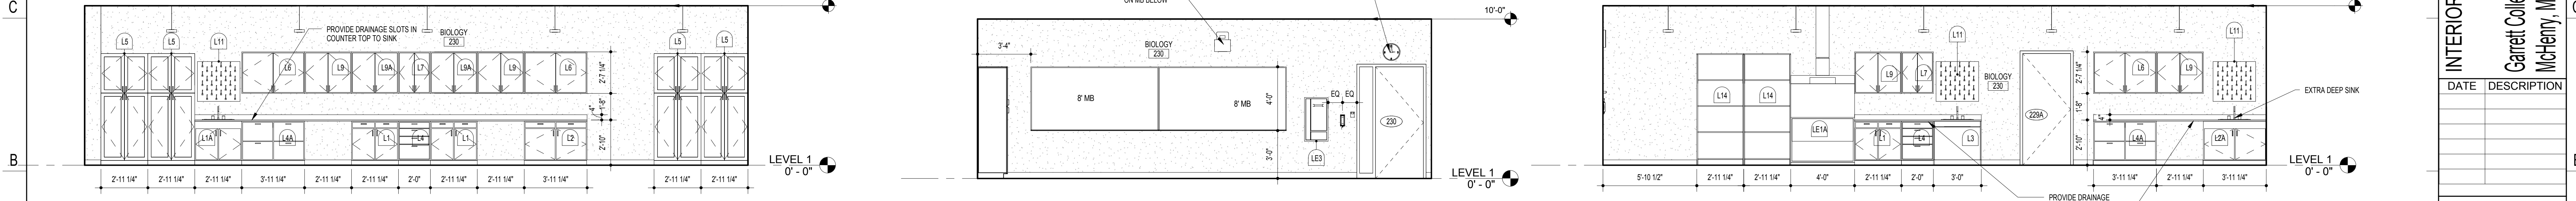 C
B
L5
L5
L11
PROVIDE DRAINAGE SLOTS IN
COUNTER TOP TO SINK
BIOLOGY
230
L6
L9
L9A
L7
L9A
L9
L6
L5
L5
2'-7 1/4"
1'-8"
4"
2'-10"
L1A
L4A
L1
L4
L1
L2
LEVEL 1
0' - 0"
2'-11 1/4"
2'-11 1/4"
2'-11 1/4"
3'-11 1/4"
2'-11 1/4"
2'-11 1/4"
2'-0"
2'-11 1/4"
2'-11 1/4"
3'-11 1/4"
2'-11 1/4"
2'-11 1/4"
ON MB BELOW
10'-0"
3'-4"
BIOLOGY
230
8' MB
8' MB
4'-0"
EQ
EQ
230
3'-0"
LE3
LEVEL 1
0' - 0"
L14
L14
LE1A
L9
L7
L11
BIOLOGY
230
229A
2'-7 1/4"
1'-8"
4"
2'-10"
L6
L9
L11
EXTRA DEEP SINK
L1
L4
L3
L4A
L2A
LEVEL 1
0' - 0"
5'-10 1/2"
2'-11 1/4"
2'-11 1/4"
4'-0"
2'-11 1/4"
2'-0"
3'-0"
3'-11 1/4"
2'-11 1/4"
3'-11 1/4"
PROVIDE DRAINAGE
INTERIOR
Garrett Colle
McHenry, M
DATE
DESCRIPTION